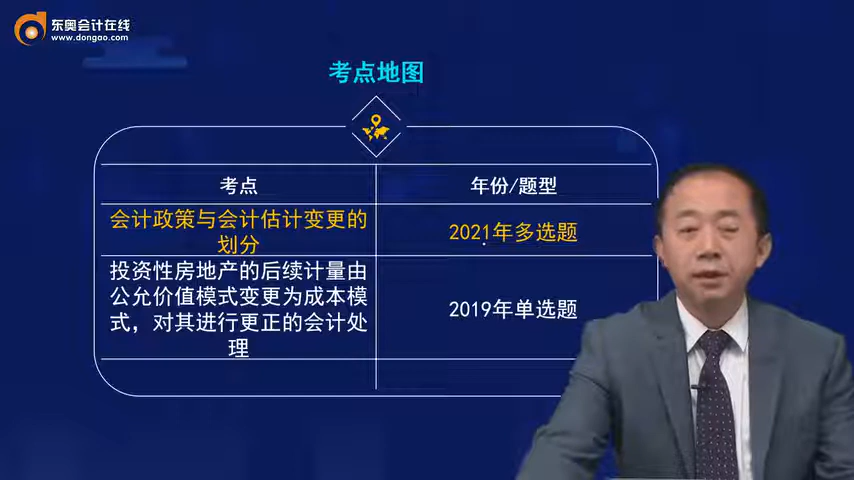 东奥会计在线
www.dongao.com
考点地图
考点
年份/题型
会计政策与会计估计变更的
划分
2021年多选题
投资性房地产的后续计量由
公允价值模式变更为成本模
式，对其进行更正的会计处
理
2019年单选题